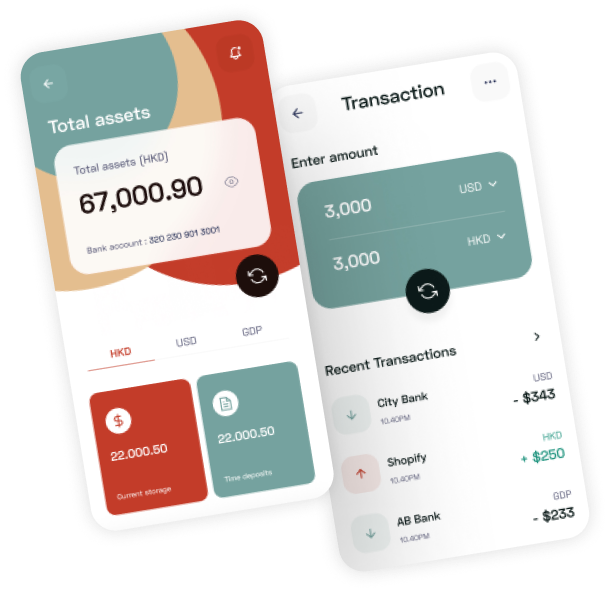 Total assets
Total assets (HKD)
67,000.90
Bank account : 320 230 901 3001
HKD
USD
GDP
22.000.50
Current storage
22.000.50
Time deposits
Transaction
Enter amount
3,000
USD
3,000
HKD
Recent Transactions
City Bank
10.40PM
USD
- $343
Shopify
10.40PM
HKD
+ $250
AB Bank
10.40PM
GDP
- $233